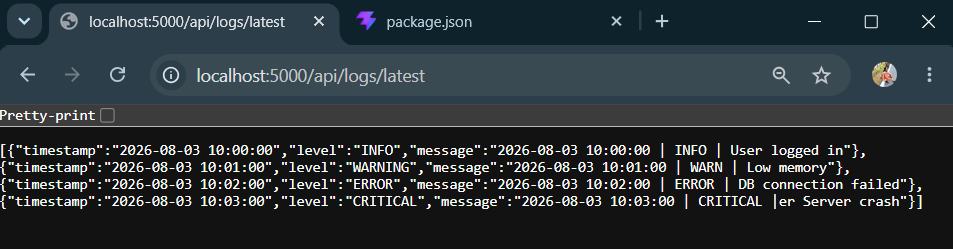 localhost:5000/api/logs/latest
package.json
localhost:5000/api/logs/latest
Pretty-print
[{"timestamp":"2026-08-03 10:00:00","level":"INFO","message":"2026-08-03 10:00:00 | INFO | User logged in"},
{"timestamp":"2026-08-03 10:01:00","level":"WARNING","message":"2026-08-03 10:01:00 | WARN | Low memory"},
{"timestamp":"2026-08-03 10:02:00","level":"ERROR","message":"2026-08-03 10:02:00 | ERROR | DB connection failed"},
{"timestamp":"2026-08-03 10:03:00","level":"CRITICAL","message":"2026-08-03 10:03:00 | CRITICAL |er Server crash"}]